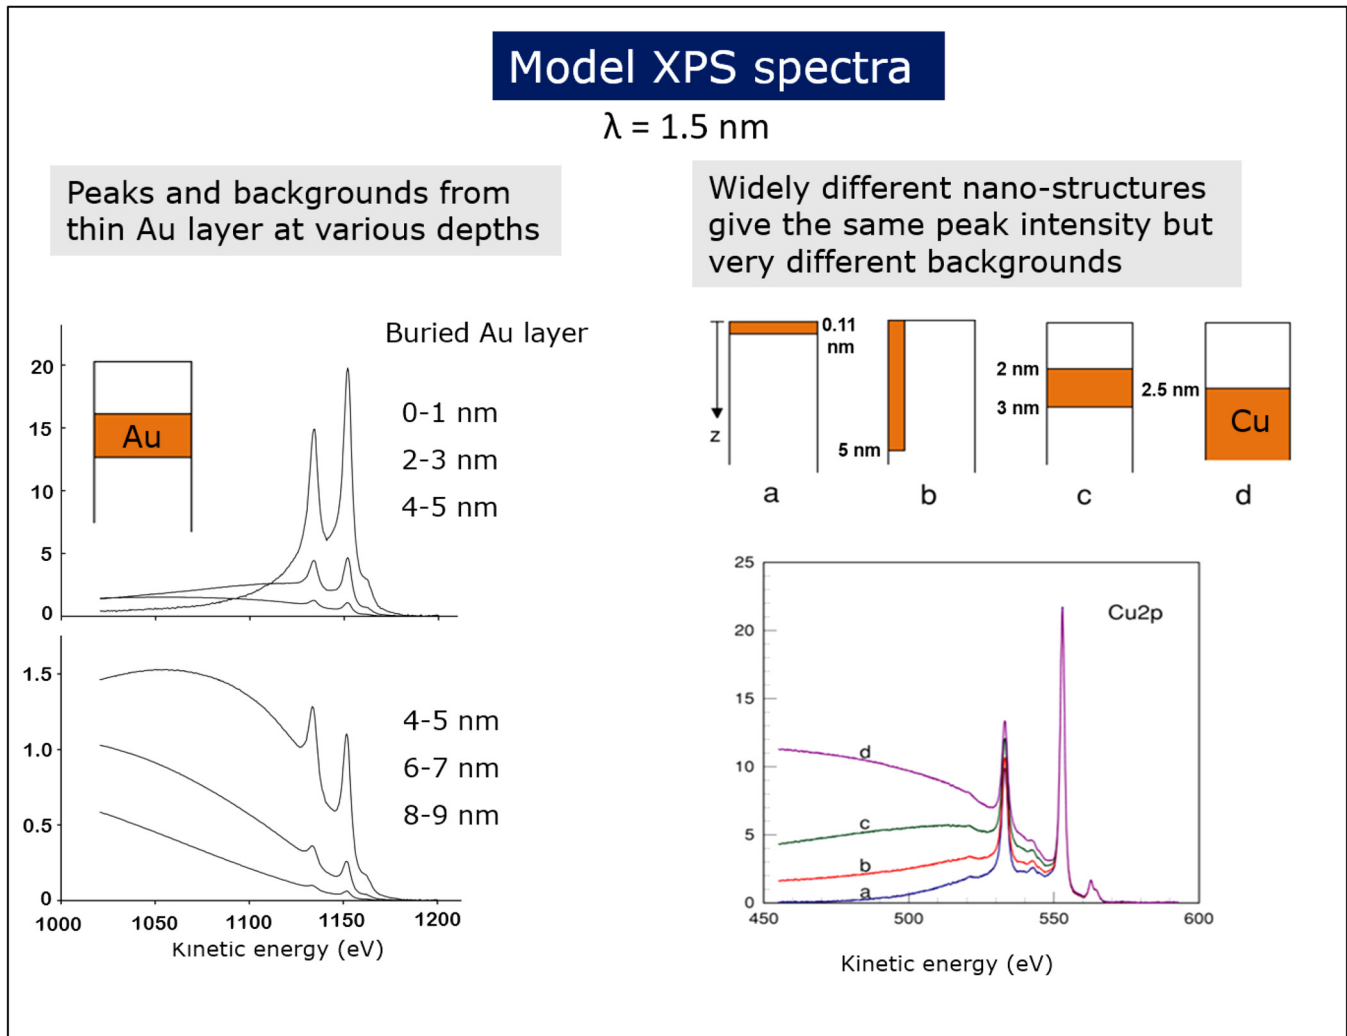 Model XPS spectra
λ = 1.5 nm
Peaks and backgrounds from
thin Au layer at various depths
Buried Au layer
0-1 nm
2-3 nm
4-5 nm
Au
20
15
10
5
0
1.5
1.0
0.5
0
4-5 nm
6-7 nm
8-9 nm
1000
1050
1100
1150
1200
Kinetic energy (eV)
Widely different nano-structures
give the same peak intensity but
very different backgrounds
z
0.11
nm
a
5 nm
b
2 nm
3 nm
c
2.5 nm
Cu
d
25
20
15
10
5
0
Cu2p
d
c
b
a
450
500
550
600
Kinetic energy (eV)